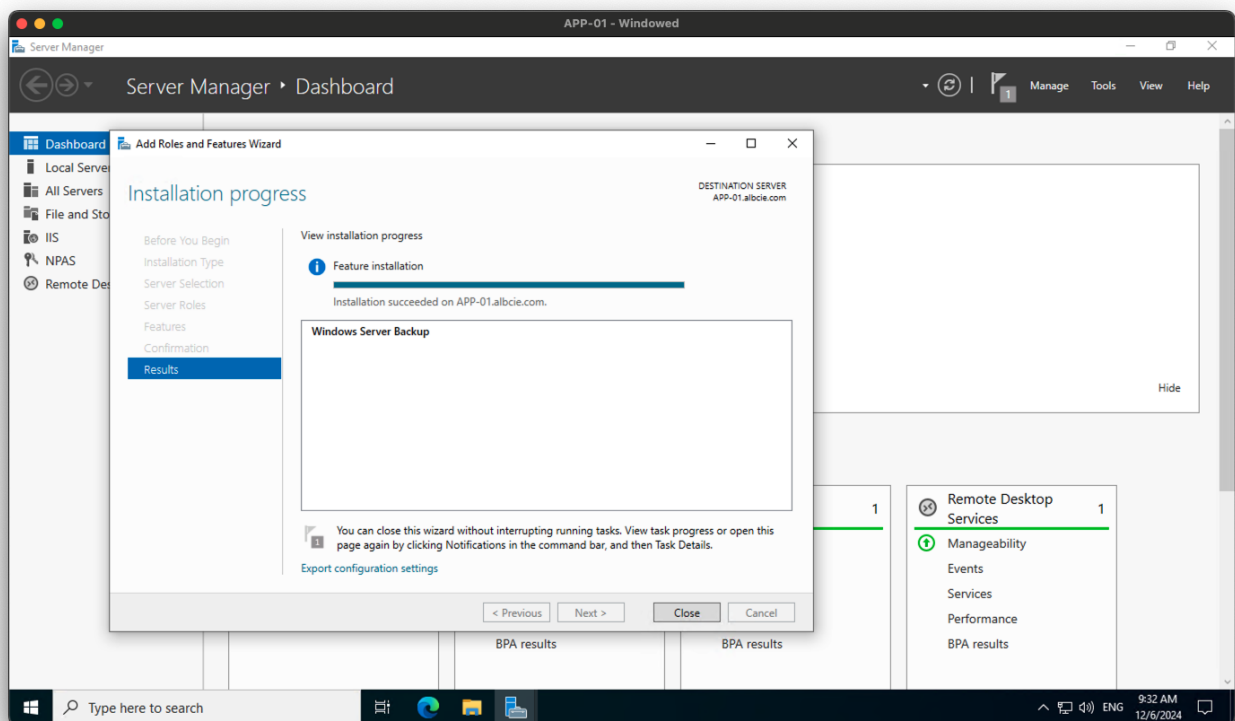 APP-01 - Windowed
Server Manager
Server Manager • Dashboard
1
Manage
Tools
View
Help
Dashboard
Local Server
All Servers
File and Sto
IIS
NPAS
Remote Des
Add Roles and Features Wizard
Installation progress
DESTINATION SERVER
APP-01.albcie.com
Before You Begin
Installation Type
Server Selection
Server Roles
Features
Confirmation
Results
View installation progress
Feature installation
Installation succeeded on APP-01.albcie.com.
Windows Server Backup
1
You can close this wizard without interrupting running tasks. View task progress or open this
page again by clicking Notifications in the command bar, and then Task Details.
Export configuration settings
< Previous
Next >
Close
Cancel
Hide
1
Remote Desktop
Services
1
Manageability
Events
Services
Performance
BPA results
BPA results
BPA results
Type here to search
ENG
9:32 AM
12/6/2024